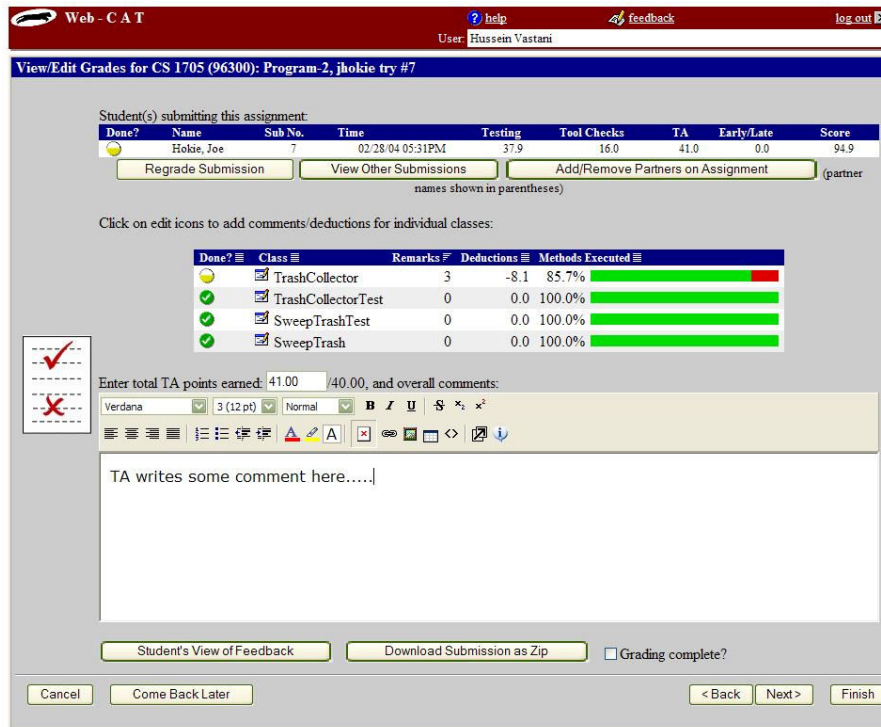 Web - C A T ? help feedback log out
User: Hussein Vastani
View/Edit Grades for CS 1705 (96300): Program-2, jhokie try #7
Student(s) submitting this assignment:
Done? Name Sub No. Time Testing Tool Checks TA Early/Late Score
Hokie, Joe 7 02/28/04 05:31PM 37.9 16.0 41.0 0.0 94.9
Regrade Submission View Other Submissions Add/Remove Partners on Assignment (partner
names shown in parentheses)
Click on edit icons to add comments/deductions for individual classes:
Done? Class Remarks Deductions Methods Executed
TrashCollector 3 -8.1 85.7%
TrashCollectorTest 0 0.0 100.0%
SweepTrashTest 0 0.0 100.0%
SweepTrash 0 0.0 100.0%
Enter total TA points earned: 41.00 /40.00, and overall comments:
Verdana 3 (12 pt) Normal B I U S x₂ x²
A A
TA writes some comment here.....
Student's View of Feedback Download Submission as Zip Grading complete?
Cancel Come Back Later < Back Next > Finish